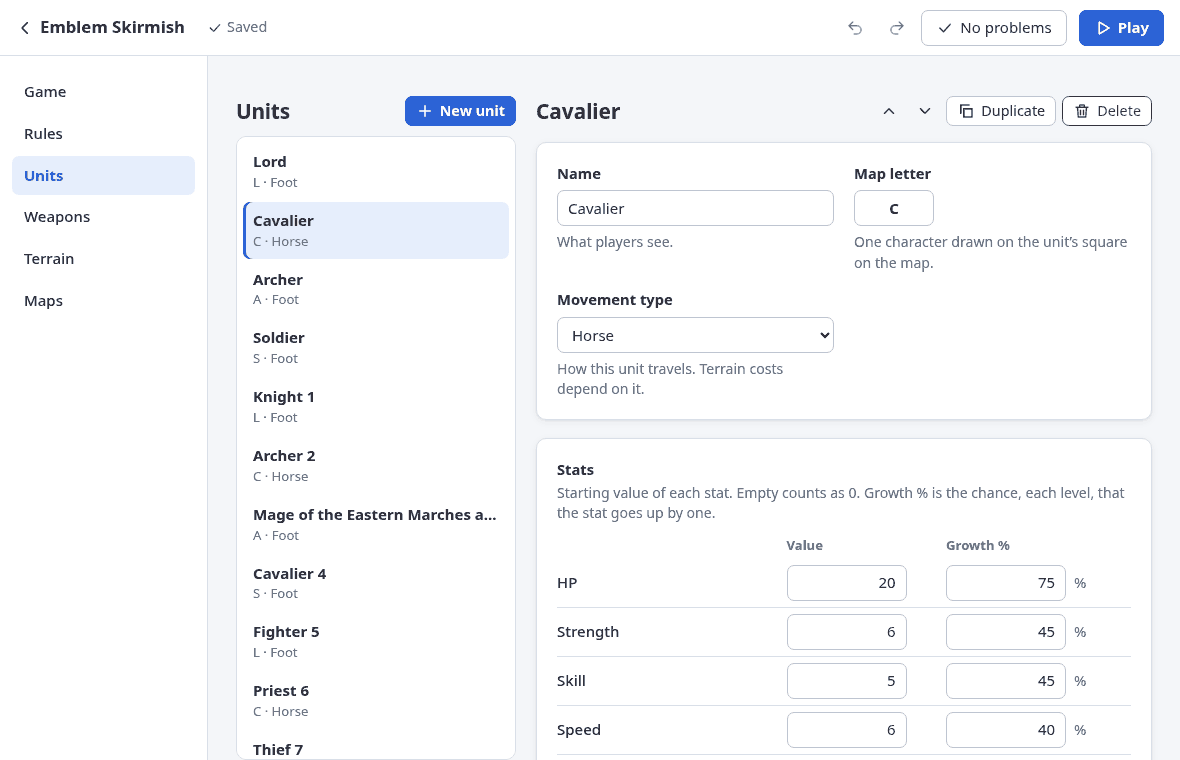 Emblem Skirmish
Saved
No problems
Play
Game
Rules
Units
Weapons
Terrain
Maps
Units
New unit
Lord
L · Foot
Cavalier
C · Horse
Archer
A · Foot
Soldier
S · Foot
Knight 1
L · Foot
Archer 2
C · Horse
Mage of the Eastern Marches a...
A · Foot
Cavalier 4
S · Foot
Fighter 5
L · Foot
Priest 6
C · Horse
Thief 7
Cavalier
Duplicate
Delete
Name
Map letter
Cavalier
C
What players see.
One character drawn on the unit’s square
on the map.
Movement type
Horse
How this unit travels. Terrain costs
depend on it.
Stats
Starting value of each stat. Empty counts as 0. Growth % is the chance, each level, that
the stat goes up by one.
Value Growth %
HP 20 75 %
Strength 6 45 %
Skill 5 45 %
Speed 6 40 %